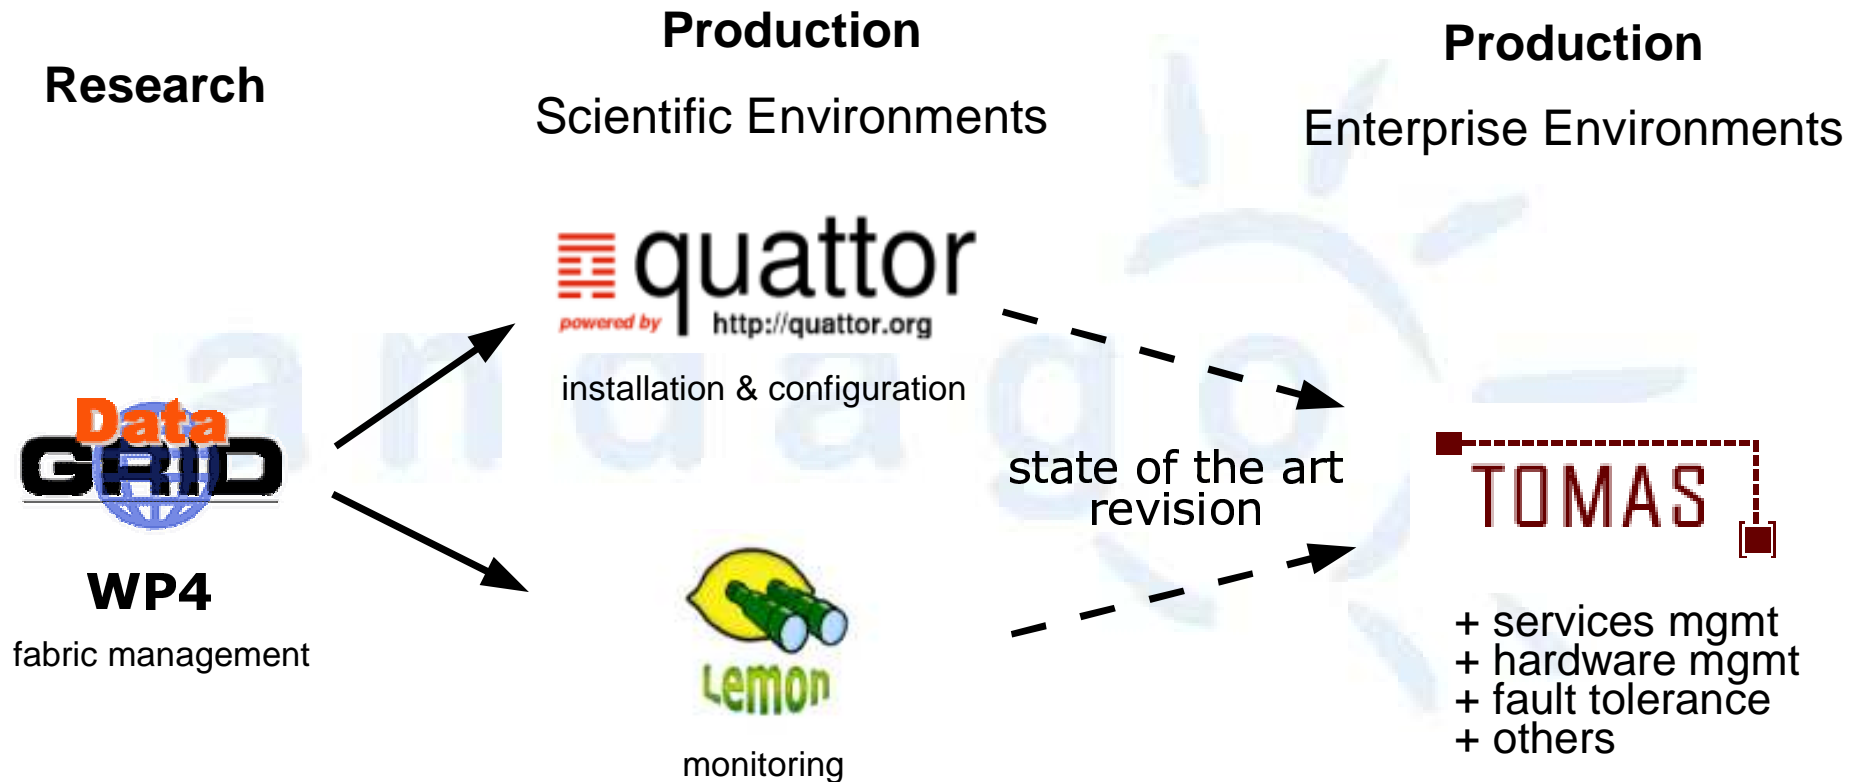 Research
Production
Scientific Environments
Production
Enterprise Environments
quattor
powered by
http://quattor.org
installation & configuration
Data
GRID
WP4
fabric management
Lemon
monitoring
state of the art
revision
TOMAS
+ services mgmt
+ hardware mgmt
+ fault tolerance
+ others
andago